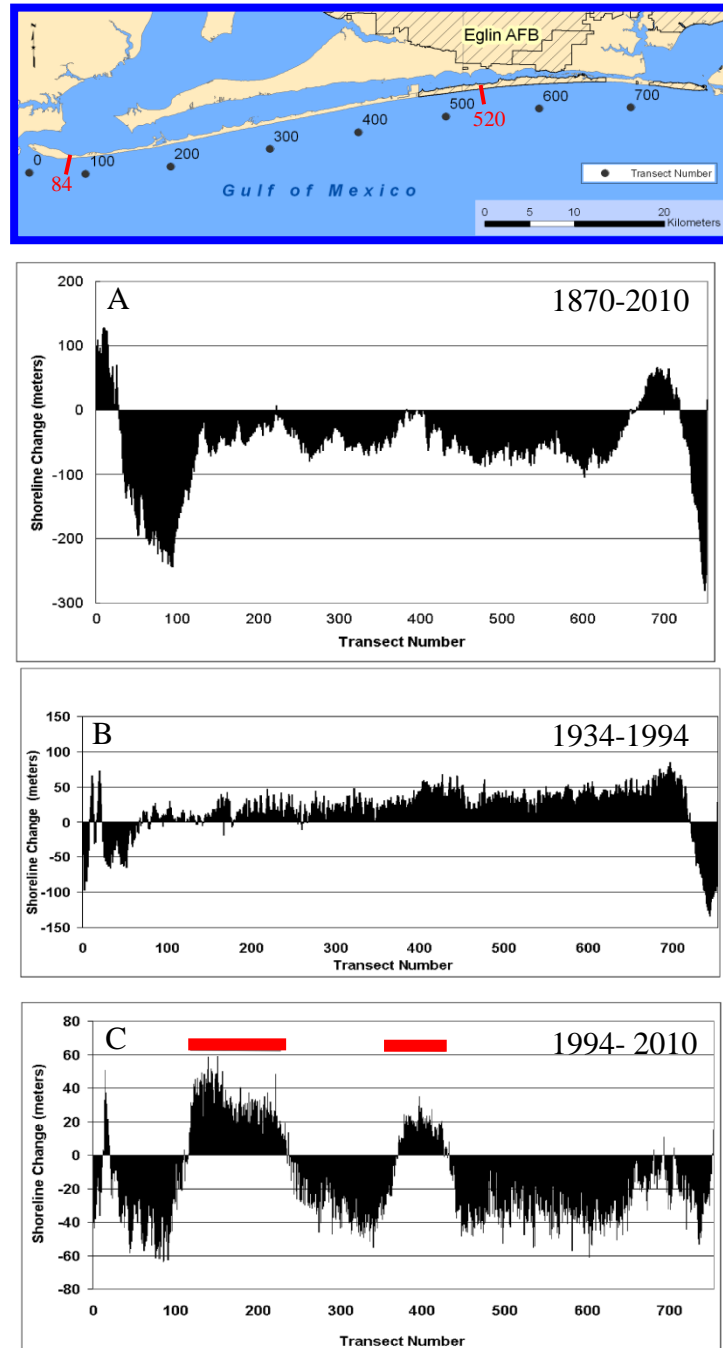 Eglin AFB
0 100 200 300 400 500 600 700
84
520
Gulf of Mexico
Transect Number
0 5 10 20
Kilometers
A
1870-2010
Shoreline Change (meters)
200
100
0
-100
-200
-300
0 100 200 300 400 500 600 700
Transect Number
B
1934-1994
Shoreline Change (meters)
150
100
50
0
-50
-100
-150
0 100 200 300 400 500 600 700
Transect Number
C
1994- 2010
Shoreline Change (meters)
80
60
40
20
0
-20
-40
-60
-80
0 100 200 300 400 500 600 700
Transect Number